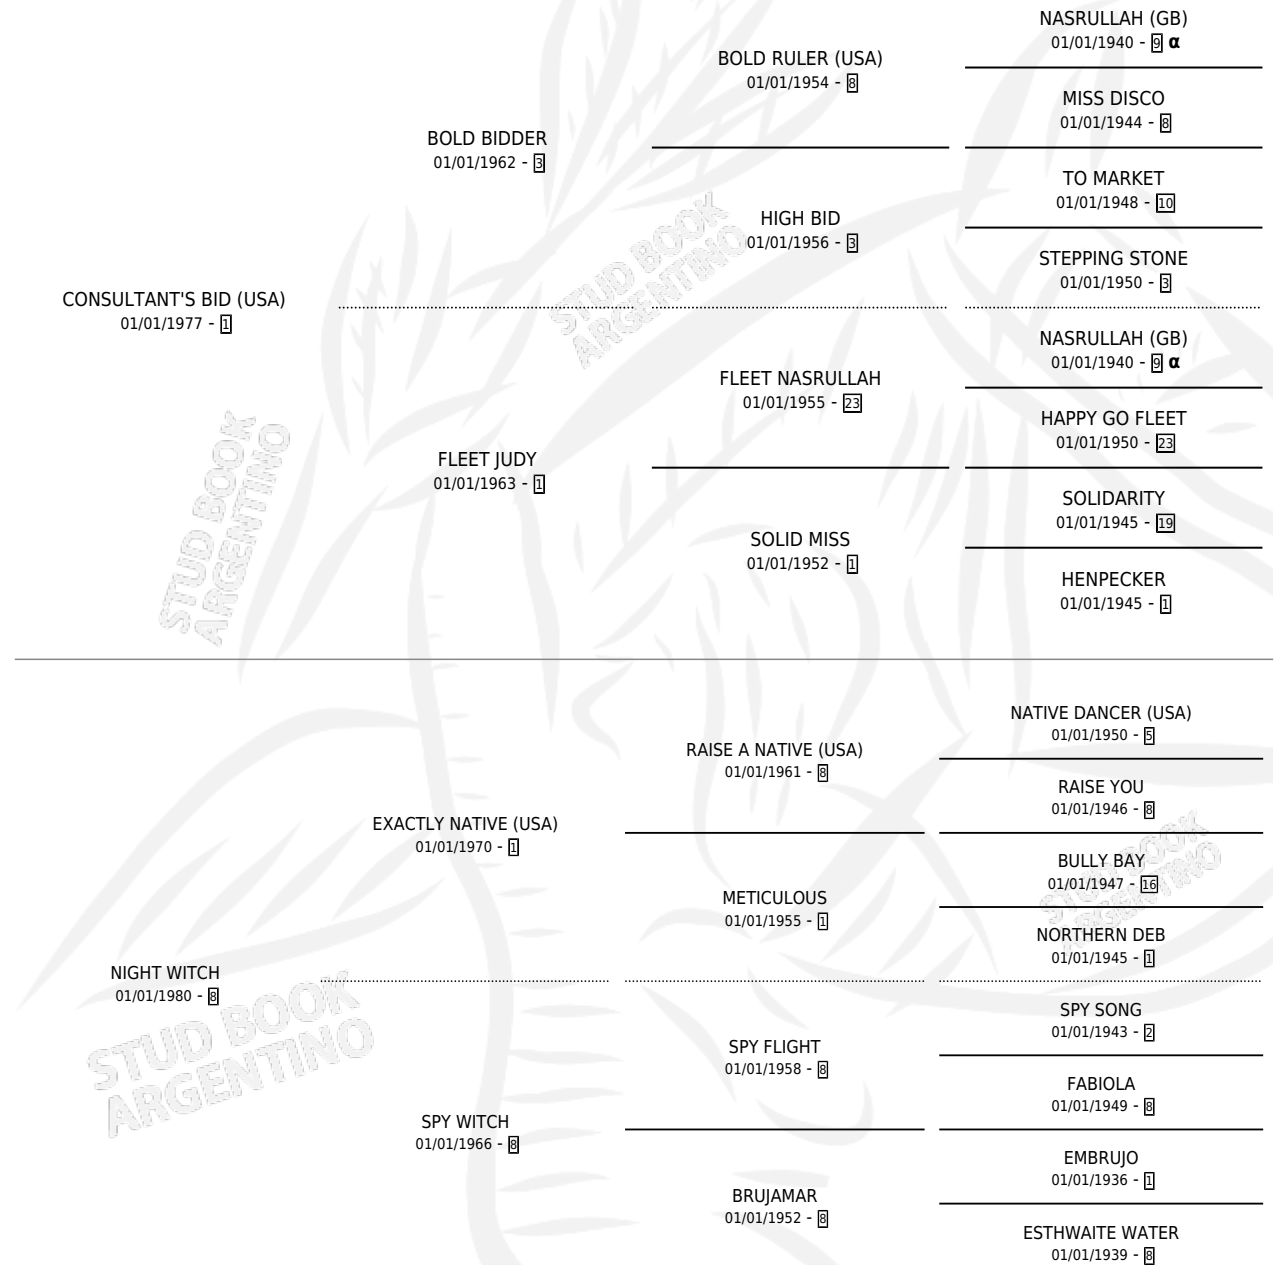 NASRULLAH (GB)
01/01/1940 - 9 α
BOLD RULER (USA)
01/01/1954 - 8
MISS DISCO
01/01/1944 - 8
BOLD BIDDER
01/01/1962 - 3
TO MARKET
01/01/1948 - 10
HIGH BID
01/01/1956 - 3
STEPPING STONE
01/01/1950 - 3
CONSULTANT'S BID (USA)
01/01/1977 - 1
NASRULLAH (GB)
01/01/1940 - 9 α
FLEET NASRULLAH
01/01/1955 - 23
HAPPY GO FLEET
01/01/1950 - 23
FLEET JUDY
01/01/1963 - 1
SOLIDARITY
01/01/1945 - 19
SOLID MISS
01/01/1952 - 1
HENPECKER
01/01/1945 - 1
NATIVE DANCER (USA)
01/01/1950 - 5
RAISE A NATIVE (USA)
01/01/1961 - 8
RAISE YOU
01/01/1946 - 8
EXACTLY NATIVE (USA)
01/01/1970 - 1
BULLY BAY
01/01/1947 - 16
METICULOUS
01/01/1955 - 1
NORTHERN DEB
01/01/1945 - 1
NIGHT WITCH
01/01/1980 - 8
SPY SONG
01/01/1943 - 2
SPY FLIGHT
01/01/1958 - 8
FABIOLA
01/01/1949 - 8
SPY WITCH
01/01/1966 - 8
EMBRUJO
01/01/1936 - 1
BRUJAMAR
01/01/1952 - 8
ESTHWAITE WATER
01/01/1939 - 8
STUD BOOK
ARGENTINO
STUD BOOK
ARGENTINO
STUD BOOK
ARGENTINO
STUD BOOK
ARGENTINO